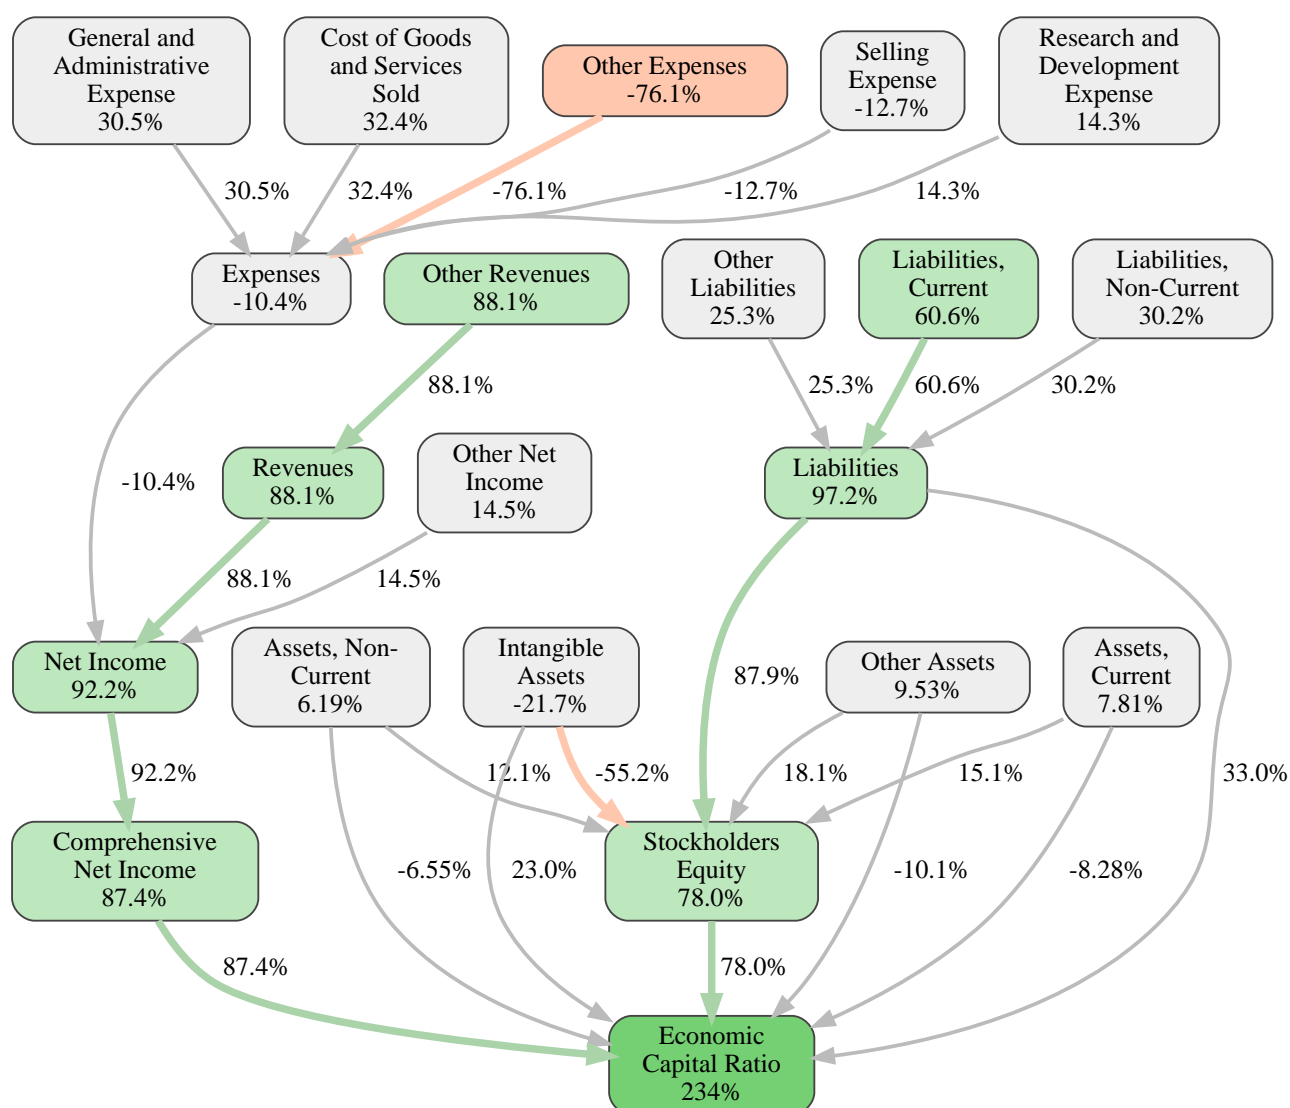 General and
Administrative
Expense
30.5%
Cost of Goods
and Services
Sold
32.4%
Other Expenses
-76.1%
Selling
Expense
-12.7%
Research and
Development
Expense
14.3%
30.5%
32.4%
-76.1%
-12.7%
14.3%
Expenses
-10.4%
Other Revenues
88.1%
Other
Liabilities
25.3%
Liabilities,
Current
60.6%
Liabilities,
Non-Current
30.2%
88.1%
25.3%
60.6%
30.2%
-10.4%
Revenues
88.1%
Other Net
Income
14.5%
Liabilities
97.2%
88.1%
14.5%
Net Income
92.2%
Assets, Non-
Current
6.19%
Intangible
Assets
-21.7%
87.9%
Other Assets
9.53%
Assets,
Current
7.81%
92.2%
12.1%
-55.2%
18.1%
15.1%
33.0%
Comprehensive
Net Income
87.4%
-6.55%
23.0%
Stockholders
Equity
78.0%
-10.1%
-8.28%
87.4%
78.0%
Economic
Capital Ratio
234%